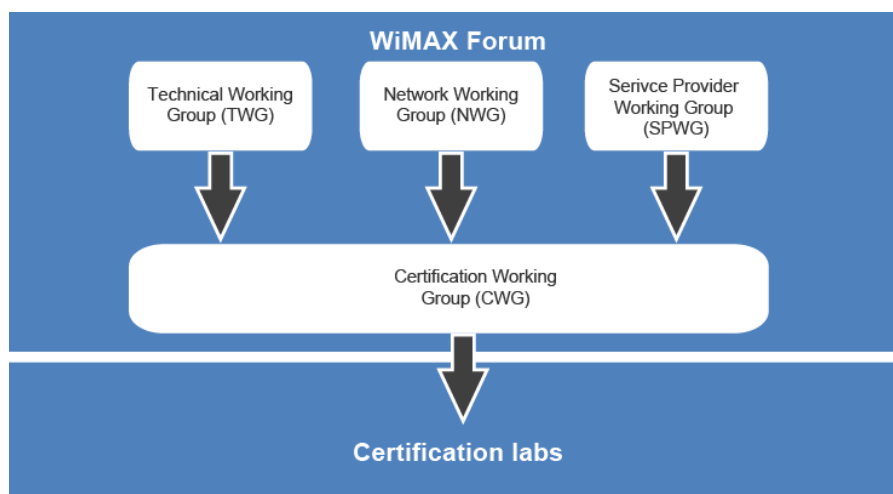 WiMAX Forum
Technical Working
Group (TWG)
Network Working
Group (NWG)
Serivce Provider
Working Group
(SPWG)
Certification Working
Group (CWG)
Certification labs